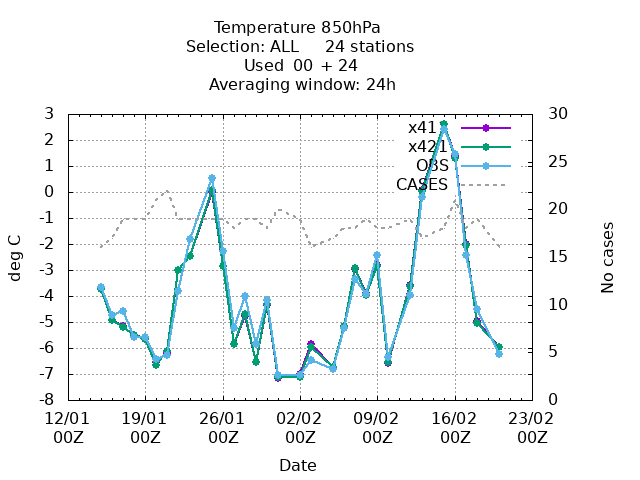 Temperature 850hPa
Selection: ALL 24 stations
Used 00 + 24
Averaging window: 24h
x41
x421
OBS
CASES
3
2
1
0
-1
-2
-3
-4
-5
-6
-7
-8
deg C
30
25
20
15
10
5
0
No cases
12/01 19/01 26/01 02/02 09/02 16/02 23/02
00Z 00Z 00Z 00Z 00Z 00Z 00Z
Date